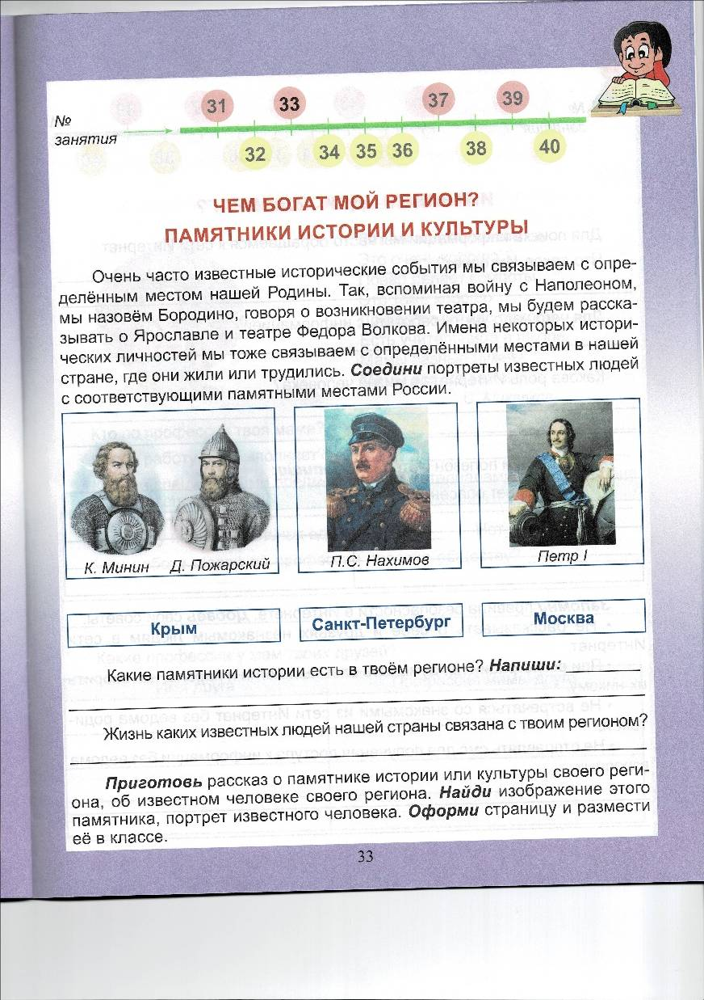 31 33 37 39
№
занятия
32 34 35 36 38 40
ЧЕМ БОГАТ МОЙ РЕГИОН?
ПАМЯТНИКИ ИСТОРИИ И КУЛЬТУРЫ
Очень часто известные исторические события мы связываем с опре-
делённым местом нашей Родины. Так, вспоминая войну с Наполеоном,
мы назовём Бородино, говоря о возникновении театра, мы будем расска-
зывать о Ярославле и театре Федора Волкова. Имена некоторых истори-
ческих личностей мы тоже связываем с определёнными местами в нашей
стране, где они жили или трудились. Соедини портреты известных людей
с соответствующими памятными местами России.
К. Минин Д. Пожарский
П.С. Нахимов
Петр I
Крым
Санкт-Петербург
Москва
Какие памятники истории есть в твоём регионе? Напиши:
Жизнь каких известных людей нашей страны связана с твоим регионом?
Приготовь рассказ о памятнике истории или культуры своего реги-
она, об известном человеке своего региона. Найди изображение этого
памятника, портрет известного человека. Оформи страницу и размести
её в классе.
33